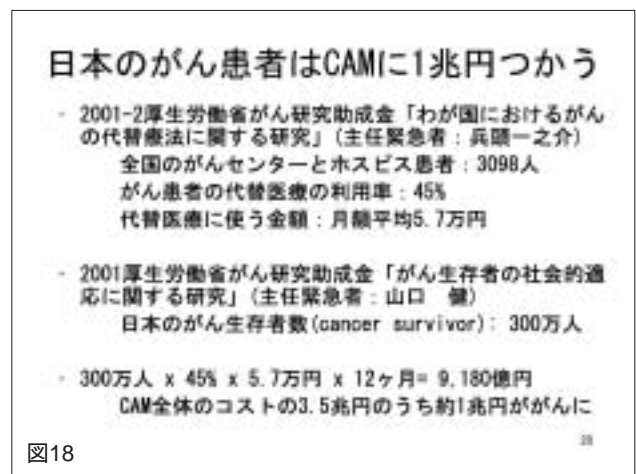 日本のがん患者はCAMに1兆円つかう
- 2001-2厚生労働省がん研究助成金「わが国におけるがん
の代替療法に関する研究」(主任緊急者:兵頭一之介)
全国のがんセンターとホスピス患者:3098人
がん患者の代替医療の利用率:45%
代替医療に使う金額:月額平均5.7万円
- 2001厚生労働省がん研究助成金「がん生存者の社会的適
応に関する研究」(主任緊急者:山口 健)
日本のがん生存者数(cancer survivor): 300万人
- 300万人 x 45% x 5.7万円 x 12ヶ月= 9,180億円
CAM全体のコストの3.5兆円のうち約1兆円ががんに
図18